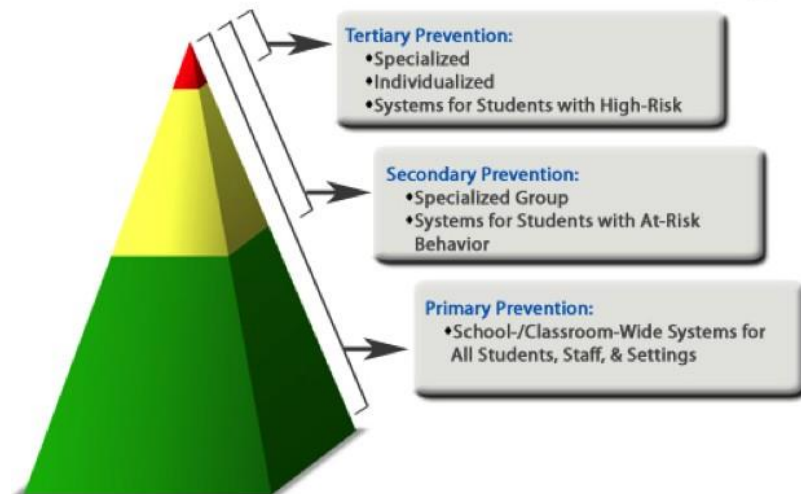 Tertiary Prevention:
♦Specialized
♦Individualized
♦Systems for Students with High-Risk
Secondary Prevention:
♦Specialized Group
♦Systems for Students with At-Risk
Behavior
Primary Prevention:
♦School-/Classroom-Wide Systems for
All Students, Staff, & Settings